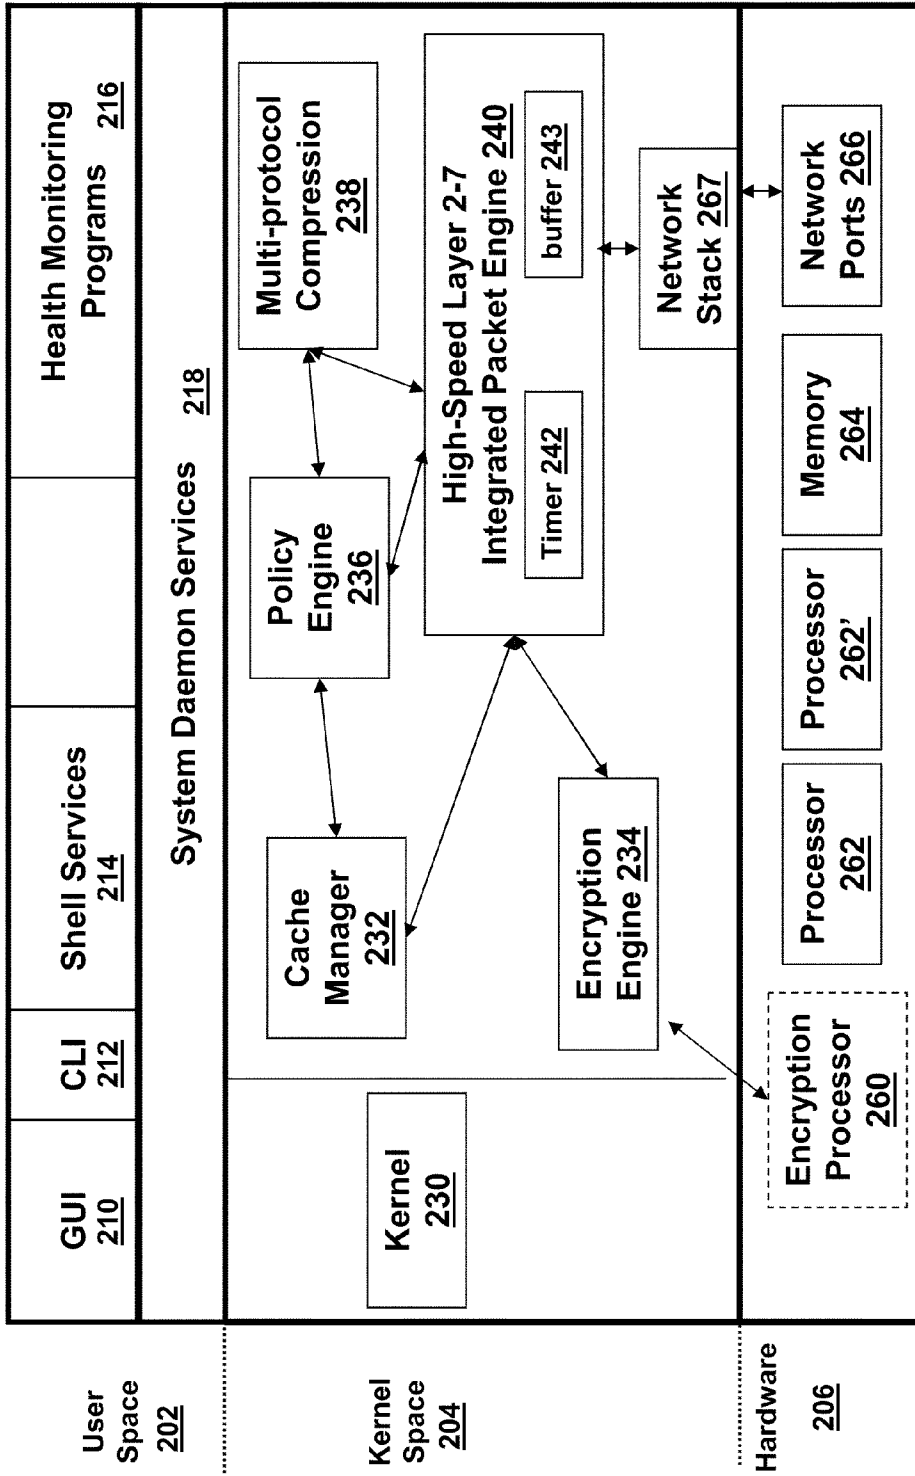 User
Space
202
GUI
210
CLI
212
Shell Services
214
Health Monitoring
Programs 216
System Daemon Services 218
Kernel
Space
204
Kernel
230
Cache
Manager
232
Policy
Engine
236
Multi-protocol
Compression
238
High-Speed Layer 2-7
Integrated Packet Engine 240
Timer 242
buffer 243
Encryption
Engine 234
Network
Stack 267
Hardware
206
Encryption
Processor
260
Processor
262
Processor
262’
Memory
264
Network
Ports 266